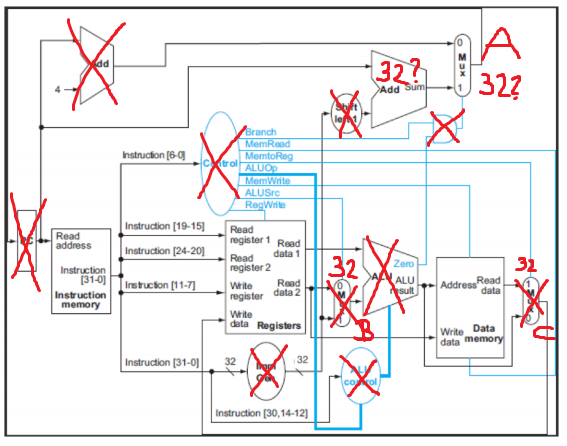 A
0
M
u
x
1
32?
Add
4
32?
Add Sum
Shift
left 1
Branch
MemRead
MemtoReg
ALUOp
MemWrite
ALUSrc
RegWrite
Instruction [6-0]
Control
PC
Read
address
Instruction
[31-0]
Instruction
memory
Instruction [19-15]
Instruction [24-20]
Instruction [11-7]
Read
register 1
Read
register 2
Write
register
Write
data
Read
data 1
Read
data 2
Registers
32
0
M
1
B
Zero
ALU
result
Address
Read
data
Write
data
Data
memory
32
1
M
0
C
Instruction [31-0]
32
32
control
Instruction [30,14-12]